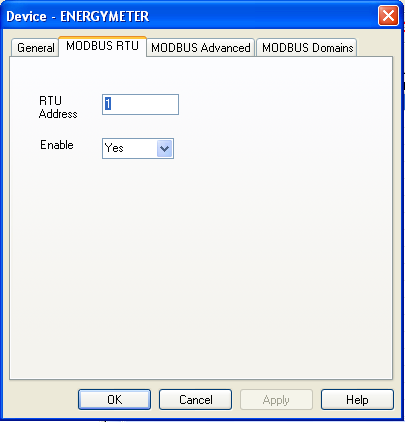 Device - ENERGYMETER
General MODBUS RTU MODBUS Advanced MODBUS Domains
RTU
Address
1
Enable
Yes
OK Cancel Apply Help